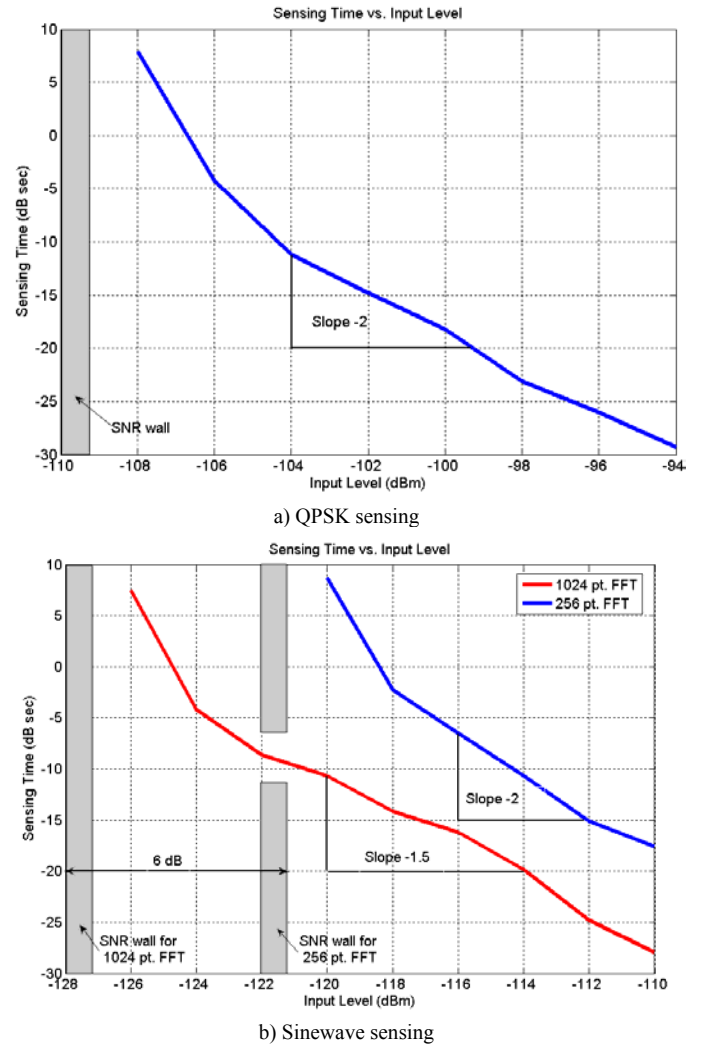 Sensing Time vs. Input Level
10
5
0
-5
-10
-15
-20
-25
-30
Sensing Time (dB sec)
Slope -2
SNR wall
-110 -108 -106 -104 -102 -100 -98 -96 -94
Input Level (dBm)
a) QPSK sensing
Sensing Time vs. Input Level
10
5
0
-5
-10
-15
-20
-25
-30
Sensing Time (dB sec)
1024 pt. FFT
256 pt. FFT
Slope -2
Slope -1.5
6 dB
SNR wall for
1024 pt. FFT
SNR wall for
256 pt. FFT
-128 -126 -124 -122 -120 -118 -116 -114 -112 -110
Input Level (dBm)
b) Sinewave sensing